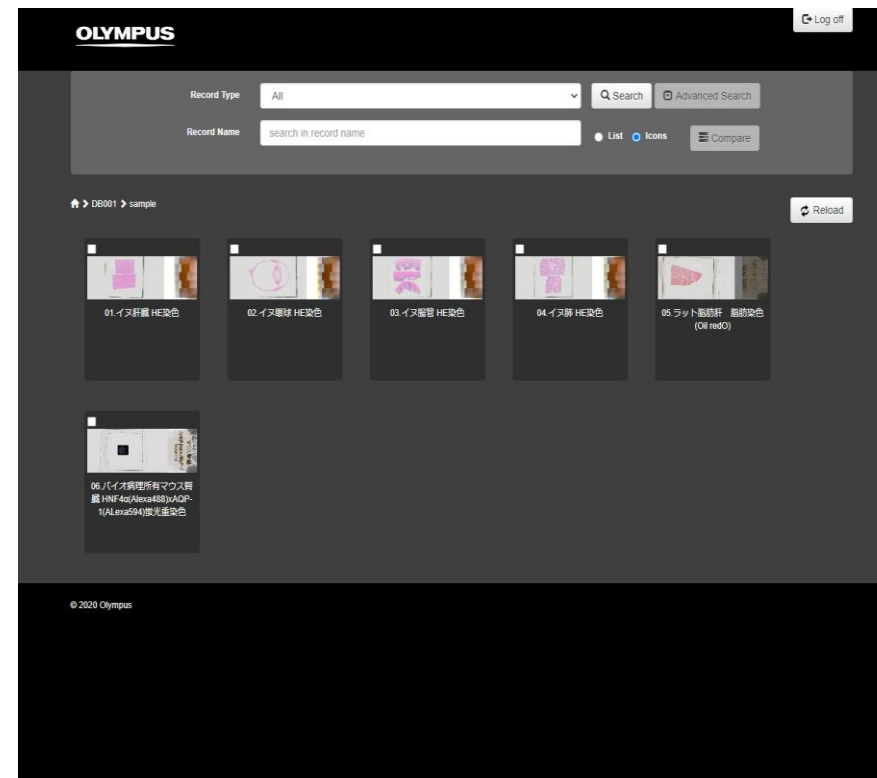 Log off
OLYMPUS
Record Type
All
Search
Advanced Search
Record Name
search in record name
List
Icons
Compare
DB001
sample
Reload
01.イヌ肝臓 HE染色
02.イヌ眼球 HE染色
03.イヌ腸管 HE染色
04.イヌ肺 HE染色
05.ラット脂肪肝 脂肪染色
(Oil redO)
06.バイオ病理所有マウス腎
臓 HNF4α(Alexa488)xAQP-
1(ALexa594)蛍光重染色
© 2020 Olympus